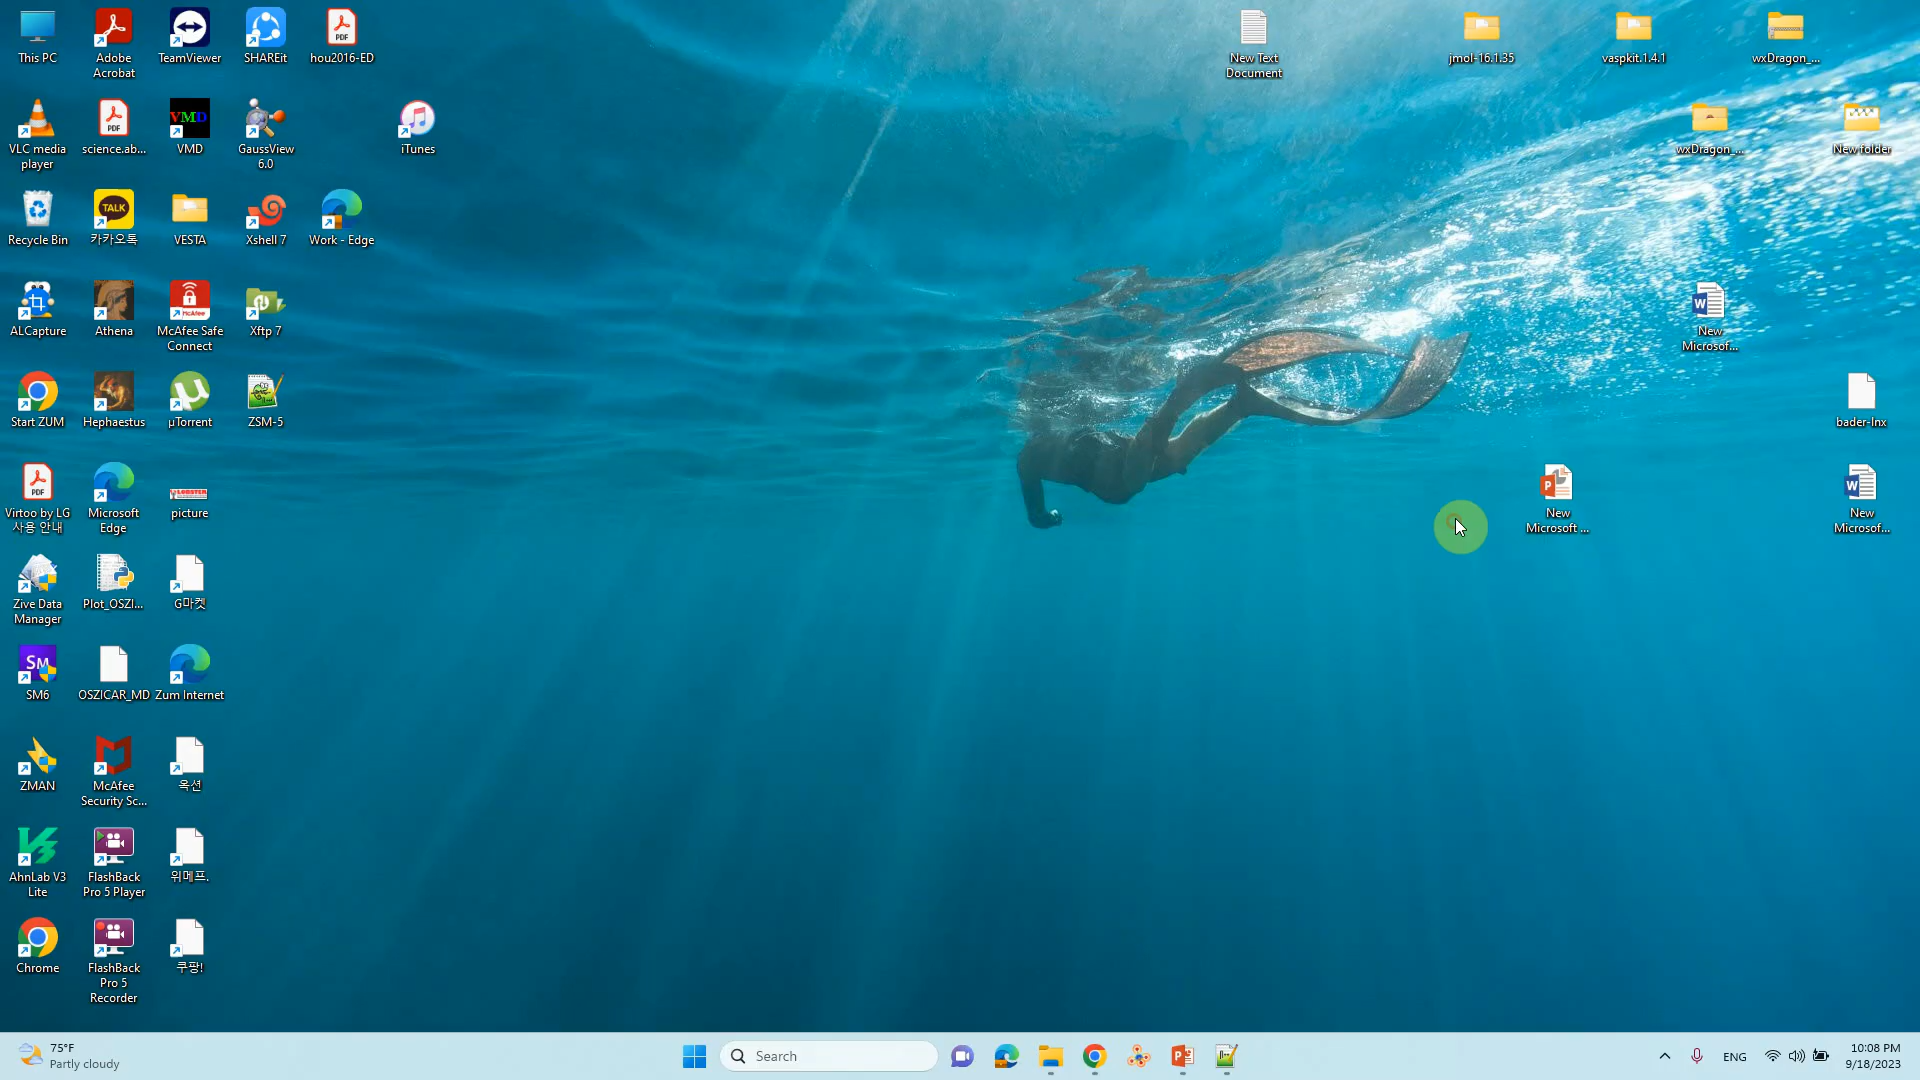 This PC
Adobe
Acrobat
TeamViewer
SHAREit
hou2016-ED
New Text
Document
jmol-16.1.35
vaspkit.1.4.1
wxDragon_...
VLC media
player
science.ab...
VMD
VMD
GaussView
6.0
iTunes
wxDragon_...
New folder
Recycle Bin
TALK
카카오톡
VESTA
Xshell 7
Work - Edge
ALCapture
Athena
McAfee
McAfee Safe
Connect
Xftp 7
New
Microsof...
Start ZUM
Hephaestus
µTorrent
ZSM-5
bader-lnx
Virtoo by LG
사용 안내
Microsoft
Edge
LOBSTER
picture
New
Microsoft ...
New
Microsof...
Zive Data
Manager
Plot_OSZI...
G마켓
SM
SM6
OSZICAR_MD
Zum Internet
ZMAN
McAfee
Security Sc...
옥션
AhnLab V3
Lite
FlashBack
Pro 5 Player
위메프.
Chrome
FlashBack
Pro 5
Recorder
쿠팡!
75°F
Partly cloudy
Search
ENG
10:08 PM
9/18/2023